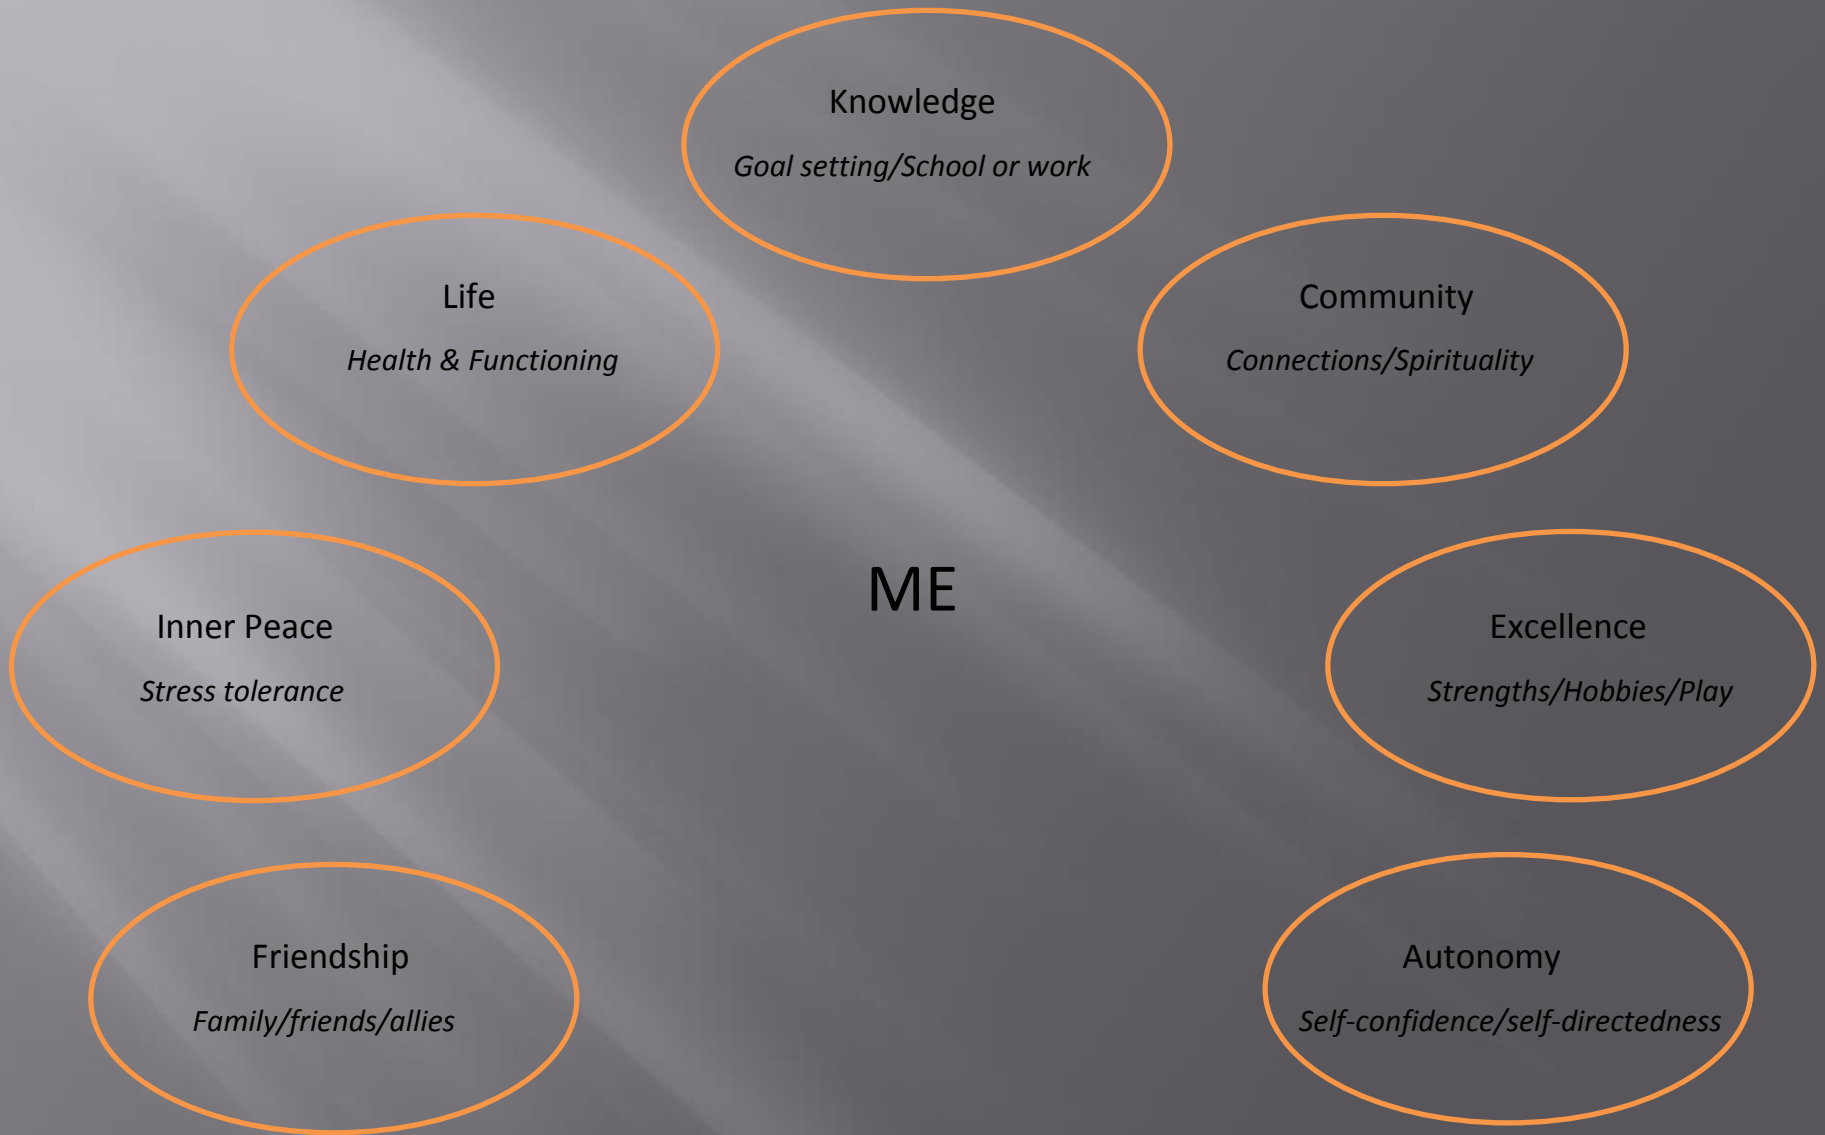 Knowledge
Goal setting/School or work
Life
Health & Functioning
Community
Connections/Spirituality
ME
Inner Peace
Stress tolerance
Excellence
Strengths/Hobbies/Play
Friendship
Family/friends/allies
Autonomy
Self-confidence/self-directedness